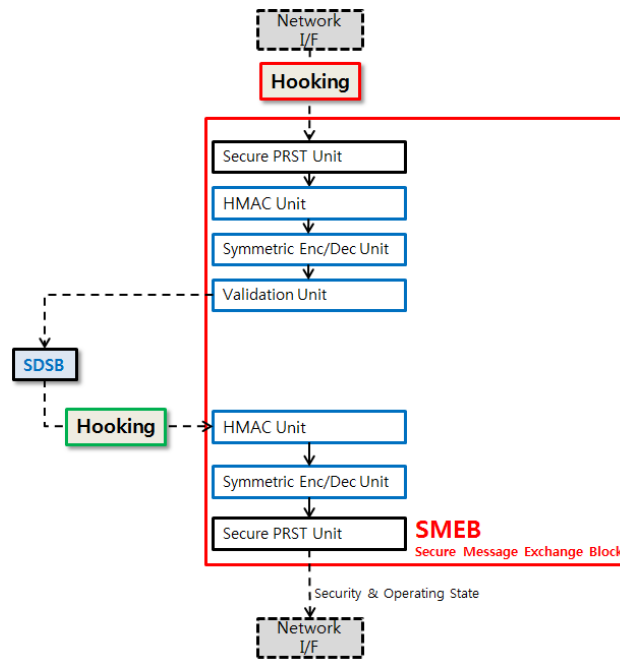 Network
I/F
Hooking
Secure PRST Unit
HMAC Unit
Symmetric Enc/Dec Unit
Validation Unit
SDSB
Hooking
HMAC Unit
Symmetric Enc/Dec Unit
Secure PRST Unit
SMEB
Secure Message Exchange Block
Security & Operating State
Network
I/F